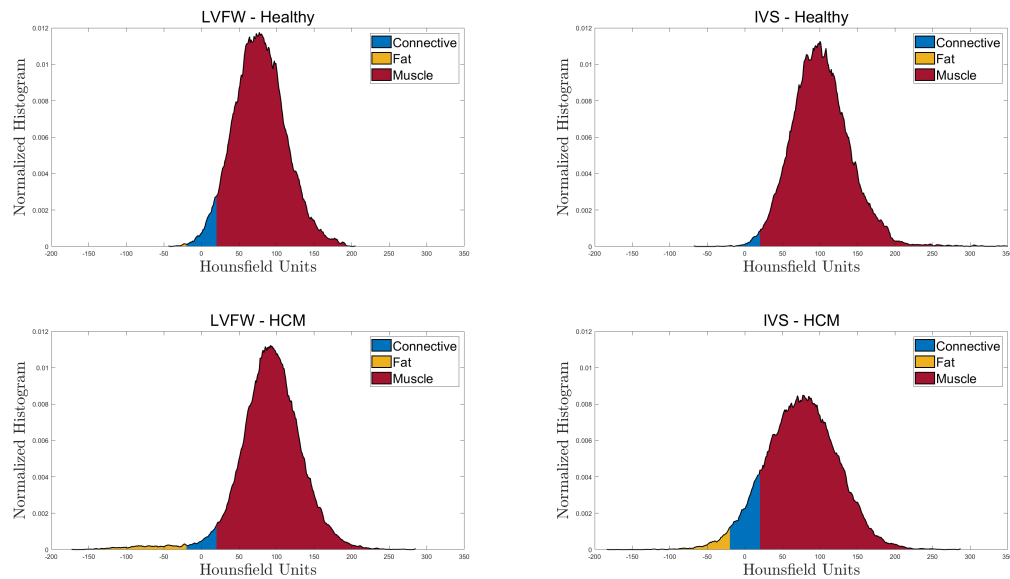 LVFW - Healthy
0.012
0.01
0.008
0.006
0.004
0.002
0
Normalized Histogram
Connective
Fat
Muscle
-200 -150 -100 -50 0 50 100 150 200 250 300 350
Hounsfield Units
IVS - Healthy
0.012
0.01
0.008
0.006
0.004
0.002
0
Normalized Histogram
Connective
Fat
Muscle
-200 -150 -100 -50 0 50 100 150 200 250 300 350
Hounsfield Units
LVFW - HCM
0.012
0.01
0.008
0.006
0.004
0.002
0
Normalized Histogram
Connective
Fat
Muscle
-200 -150 -100 -50 0 50 100 150 200 250 300 350
Hounsfield Units
IVS - HCM
0.012
0.01
0.008
0.006
0.004
0.002
0
Normalized Histogram
Connective
Fat
Muscle
-200 -150 -100 -50 0 50 100 150 200 250 300 350
Hounsfield Units